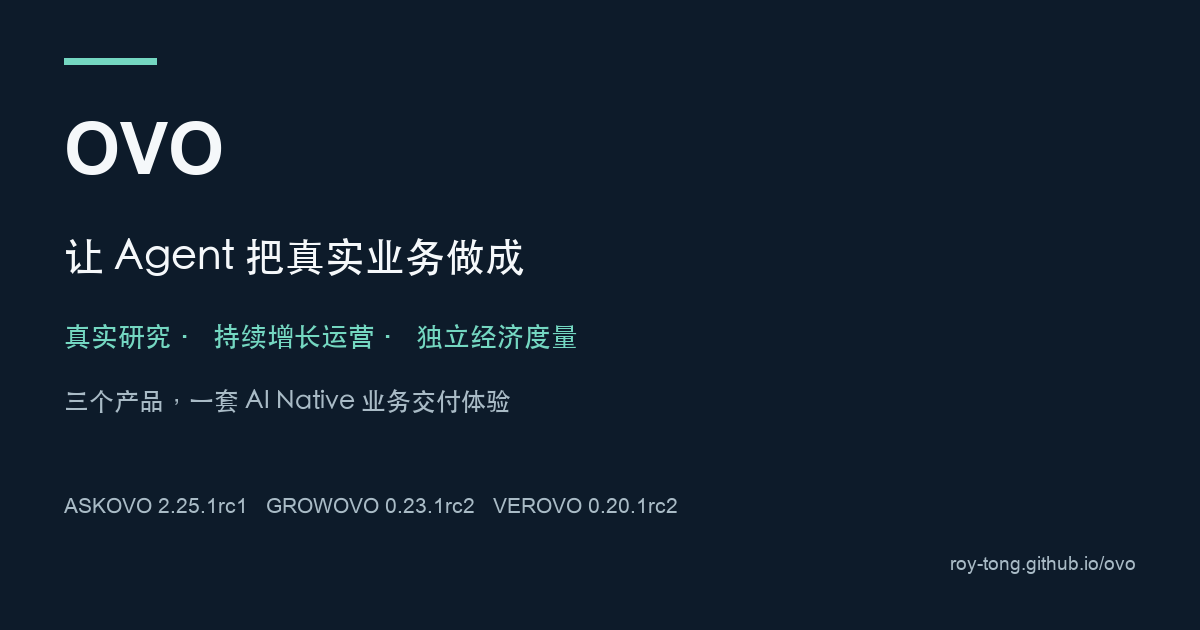 OVO
让 Agent 把真实业务做成
真实研究 · 持续增长运营 · 独立经济度量
三个产品，一套 AI Native 业务交付体验
ASKOVO 2.25.1rc1 GROWOVO 0.23.1rc2 VEROVO 0.20.1rc2
roy-tong.github.io/ovo